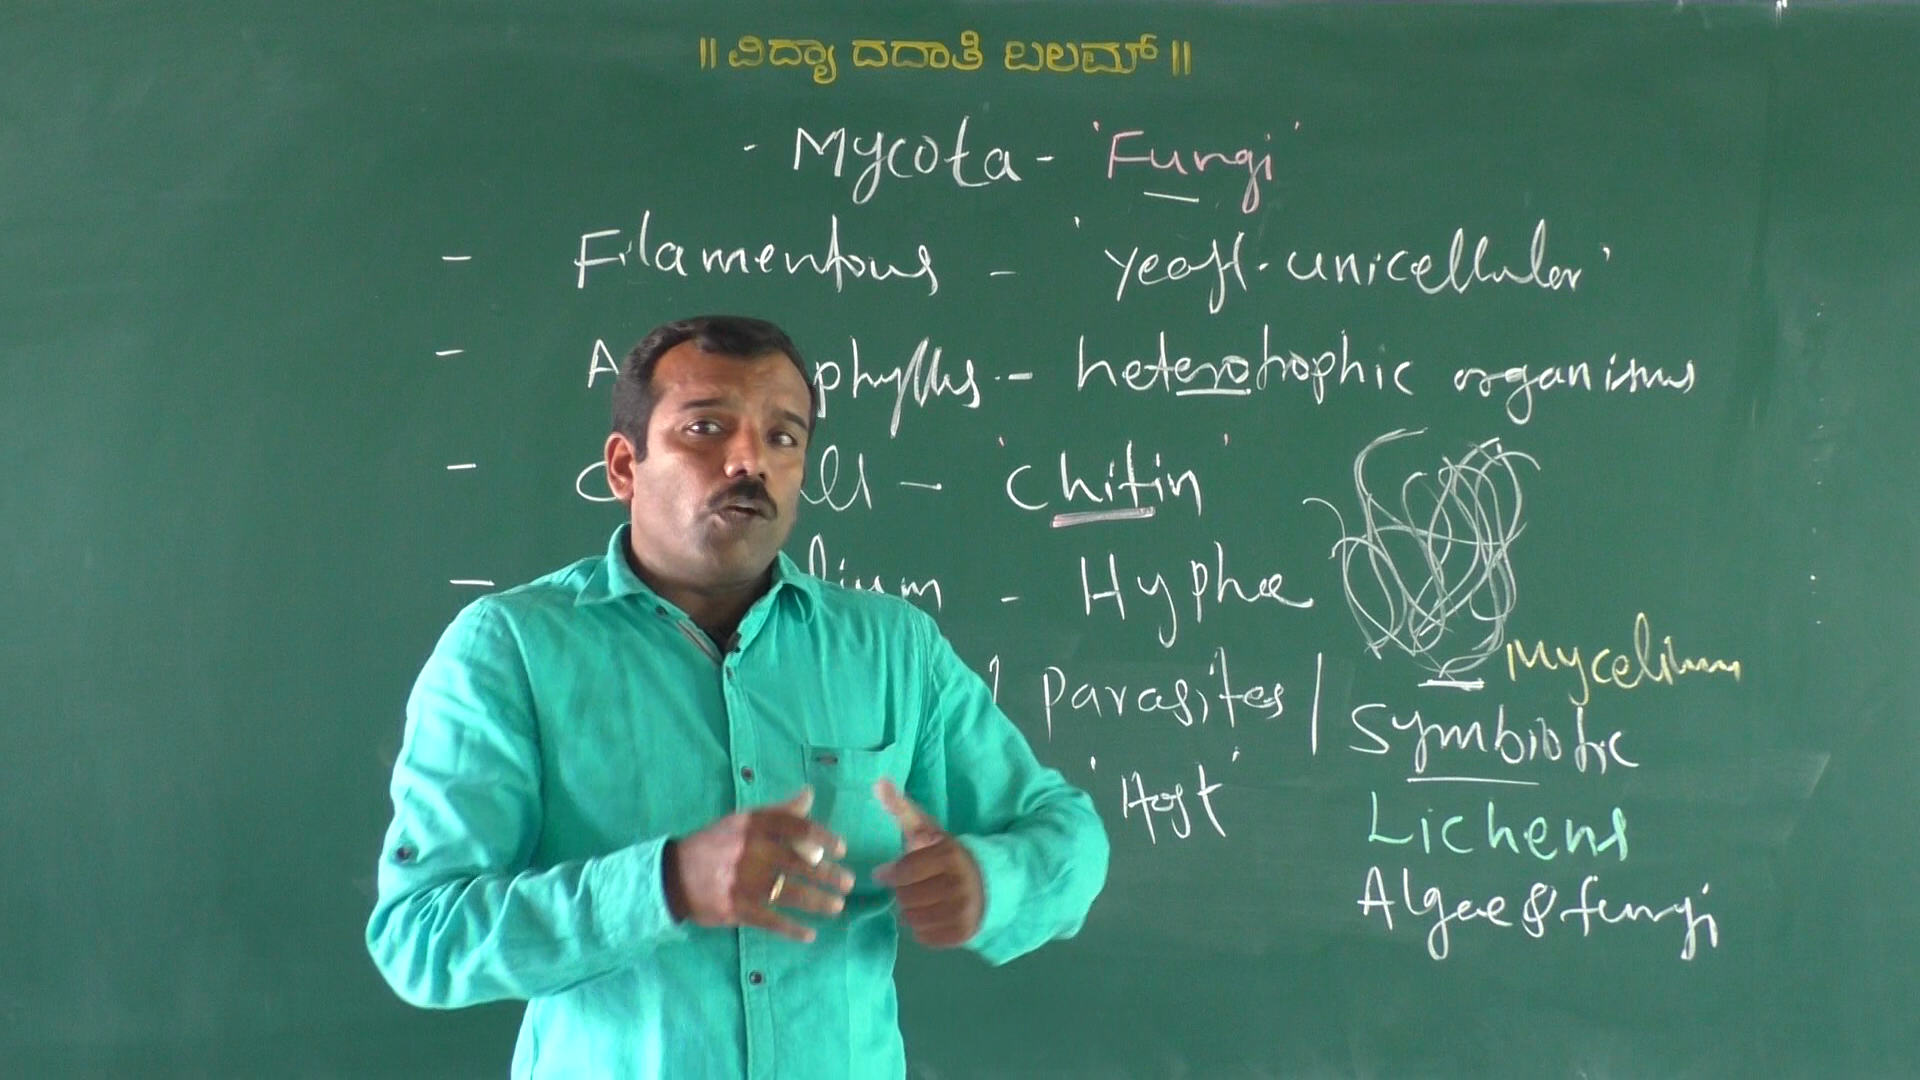 ॥ ವಿದ್ಯಾ ದದಾತಿ ಬಲಮ್ ॥
- Mycota - 'Fungi'
- Filamentous - 'yeast - unicellular'
- phyllus - heterotrophic organisms
- - 'chitin'
- - Hyphae
Mycelium
parasites / Symbiotic
'Host'
Lichens
Algae & fungi